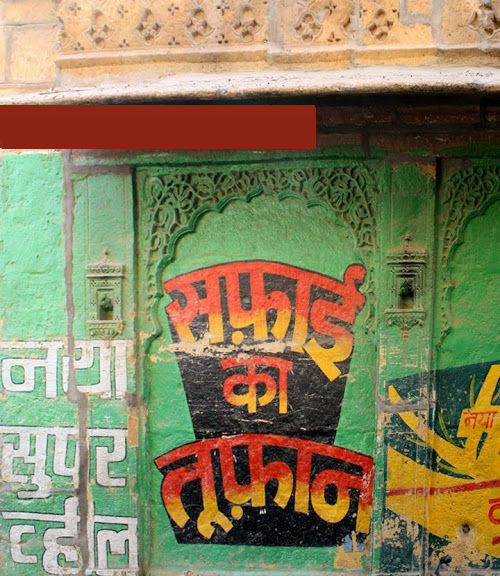 सफ़ाई
का
तूफ़ान
नया
सुपर
व्हील
नया